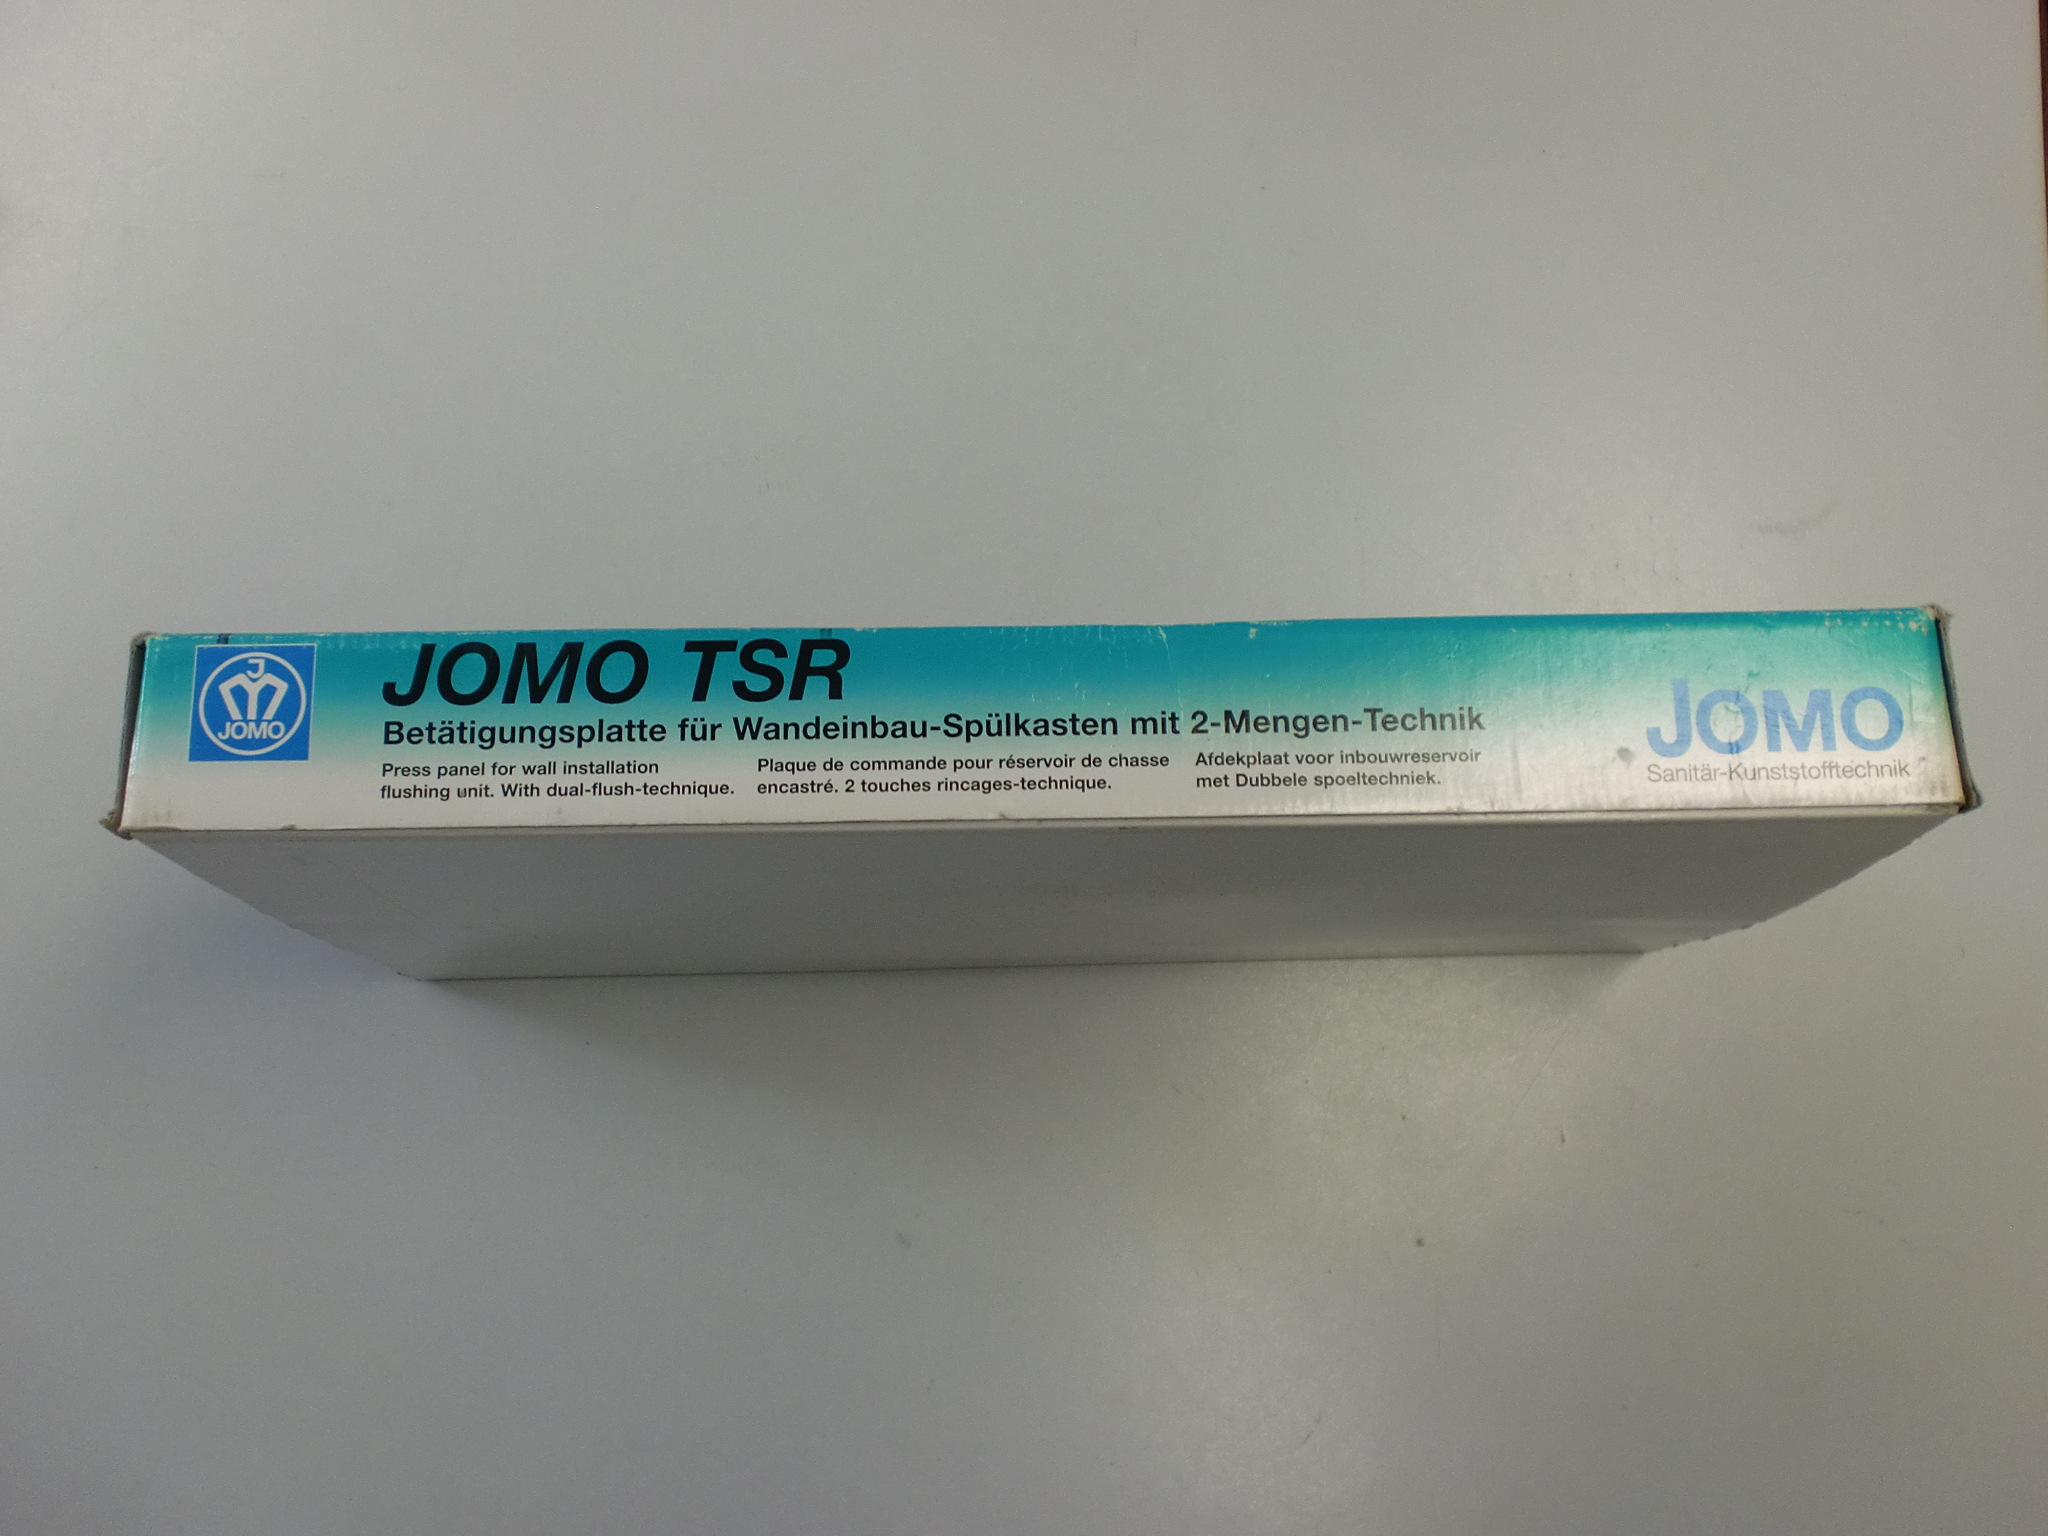 J
JOMO
JOMO TSR
Betätigungsplatte für Wandeinbau-Spülkasten mit 2-Mengen-Technik
Press panel for wall installation
flushing unit. With dual-flush-technique.
Plaque de commande pour réservoir de chasse
encastré. 2 touches rincages-technique.
Afdekplaat voor inbouwreservoir
met Dubbele spoeltechniek.
JOMO
Sanitär-Kunststofftechnik